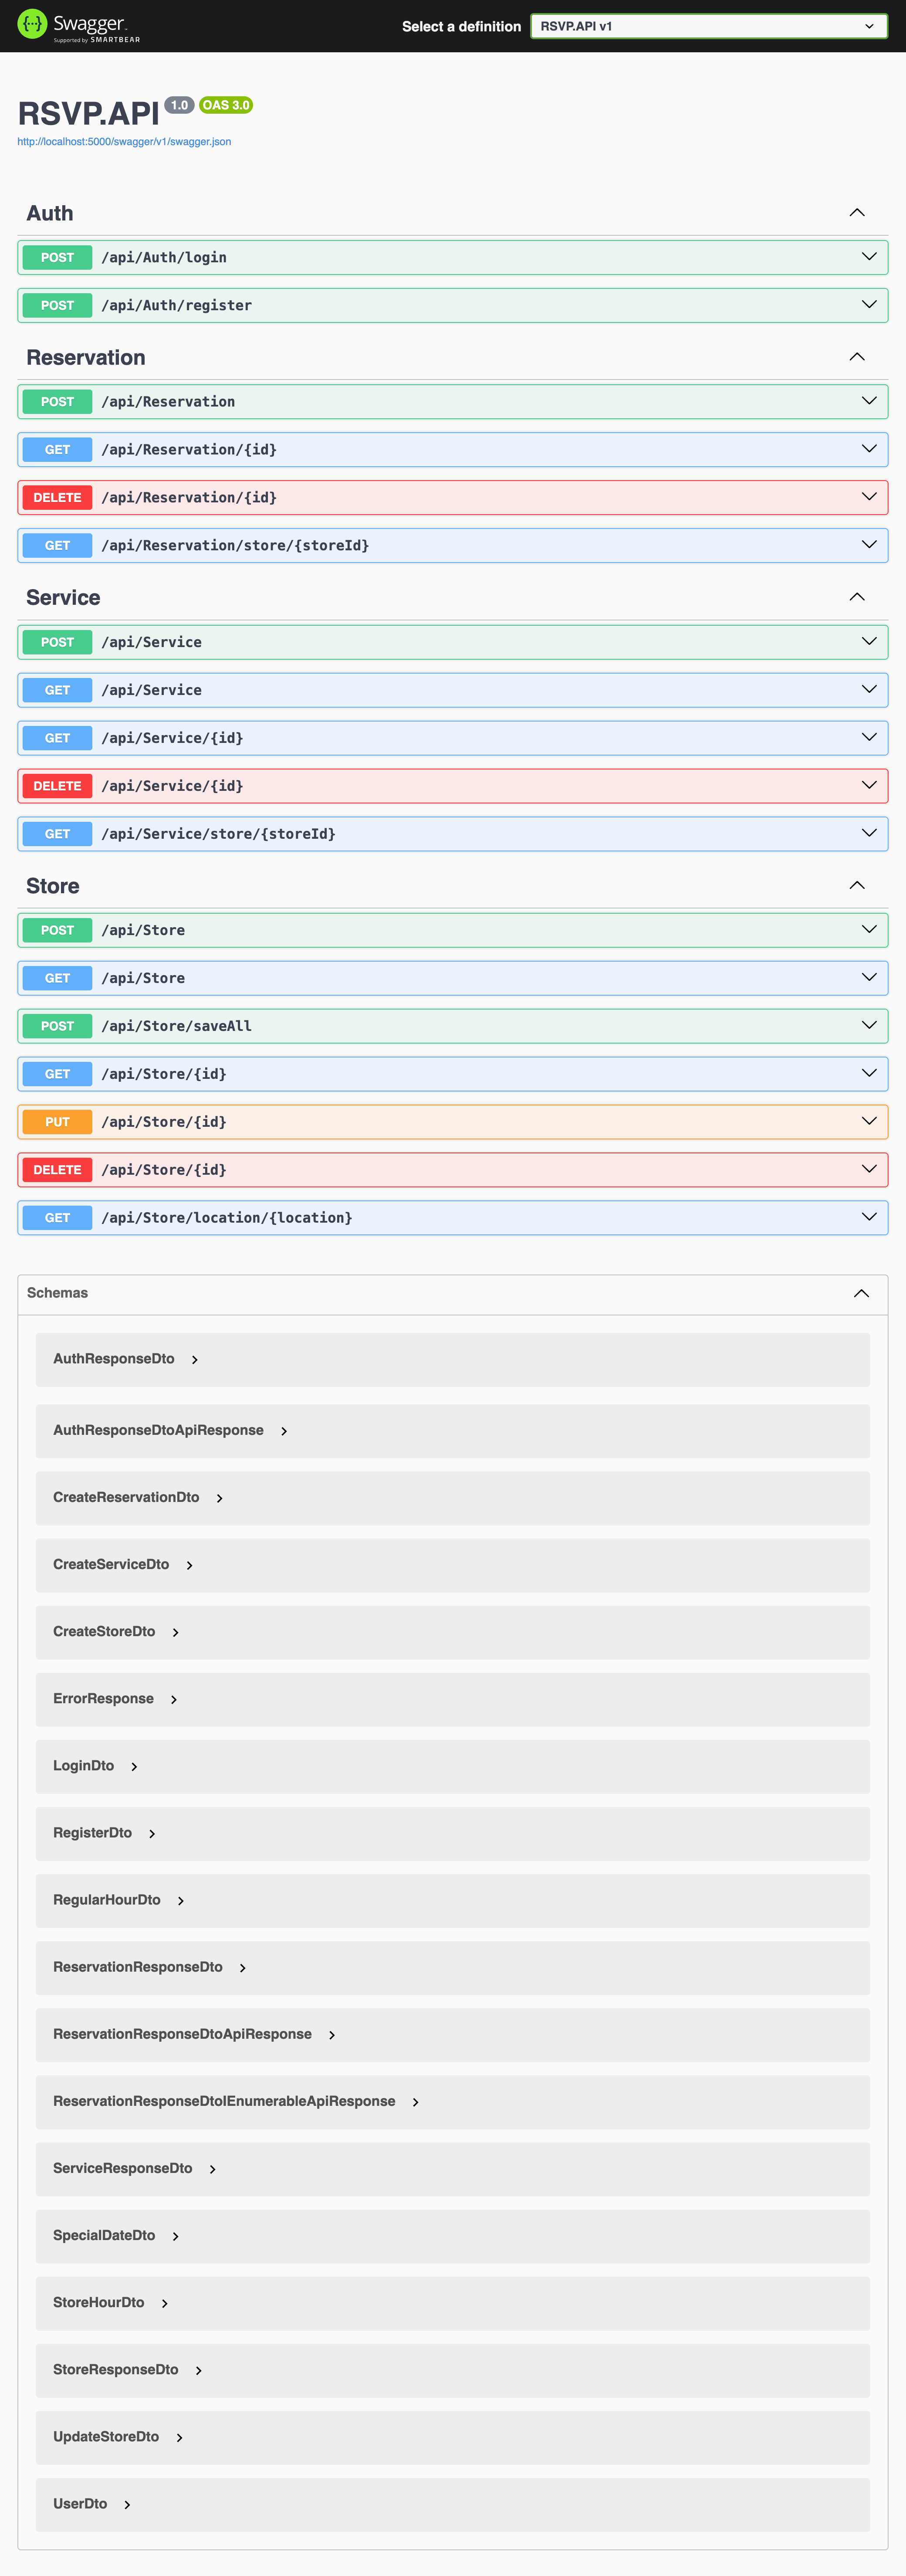 Swagger.
Supported by SMARTBEAR
Select a definition
RSVP.API v1
RSVP.API 1.0 OAS 3.0
http://localhost:5000/swagger/v1/swagger.json
Auth
POST /api/Auth/login
POST /api/Auth/register
Reservation
POST /api/Reservation
GET /api/Reservation/{id}
DELETE /api/Reservation/{id}
GET /api/Reservation/store/{storeId}
Service
POST /api/Service
GET /api/Service
GET /api/Service/{id}
DELETE /api/Service/{id}
GET /api/Service/store/{storeId}
Store
POST /api/Store
GET /api/Store
POST /api/Store/saveAll
GET /api/Store/{id}
PUT /api/Store/{id}
DELETE /api/Store/{id}
GET /api/Store/location/{location}
Schemas
AuthResponseDto
AuthResponseDtoApiResponse
CreateReservationDto
CreateServiceDto
CreateStoreDto
ErrorResponse
LoginDto
RegisterDto
RegularHourDto
ReservationResponseDto
ReservationResponseDtoApiResponse
ReservationResponseDtoIEnumerableApiResponse
ServiceResponseDto
SpecialDateDto
StoreHourDto
StoreResponseDto
UpdateStoreDto
UserDto